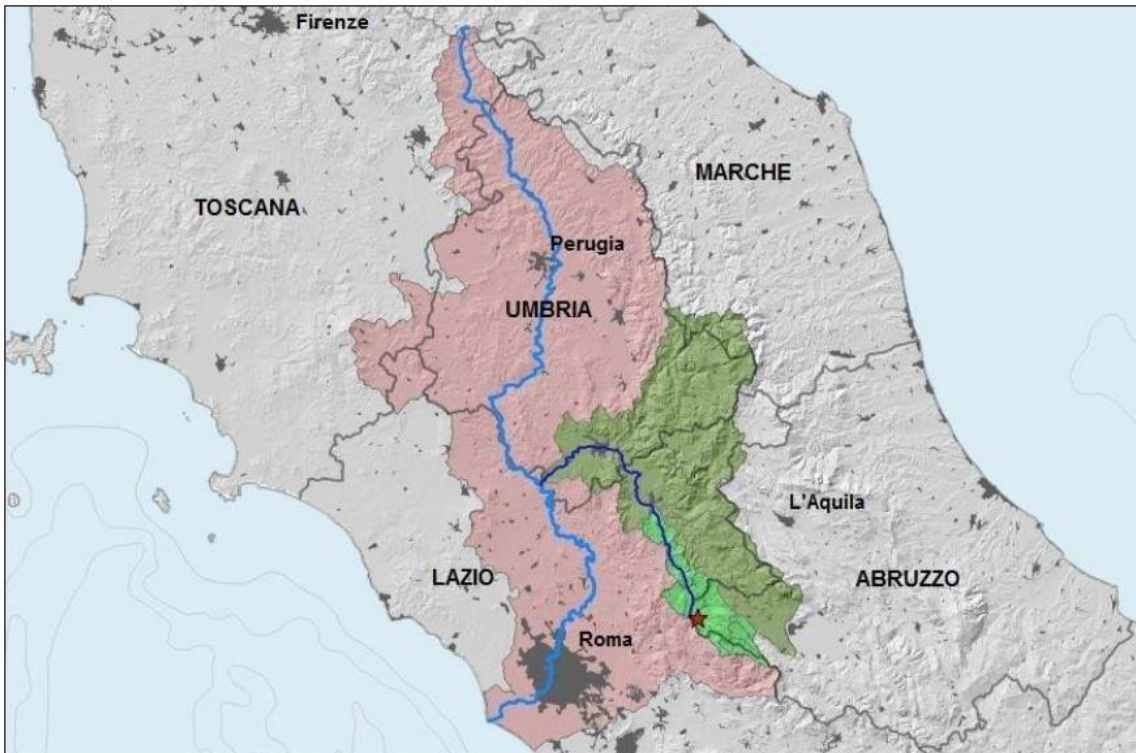 Firenze
MARCHE
TOSCANA
Perugia
UMBRIA
L'Aquila
LAZIO
ABRUZZO
Roma